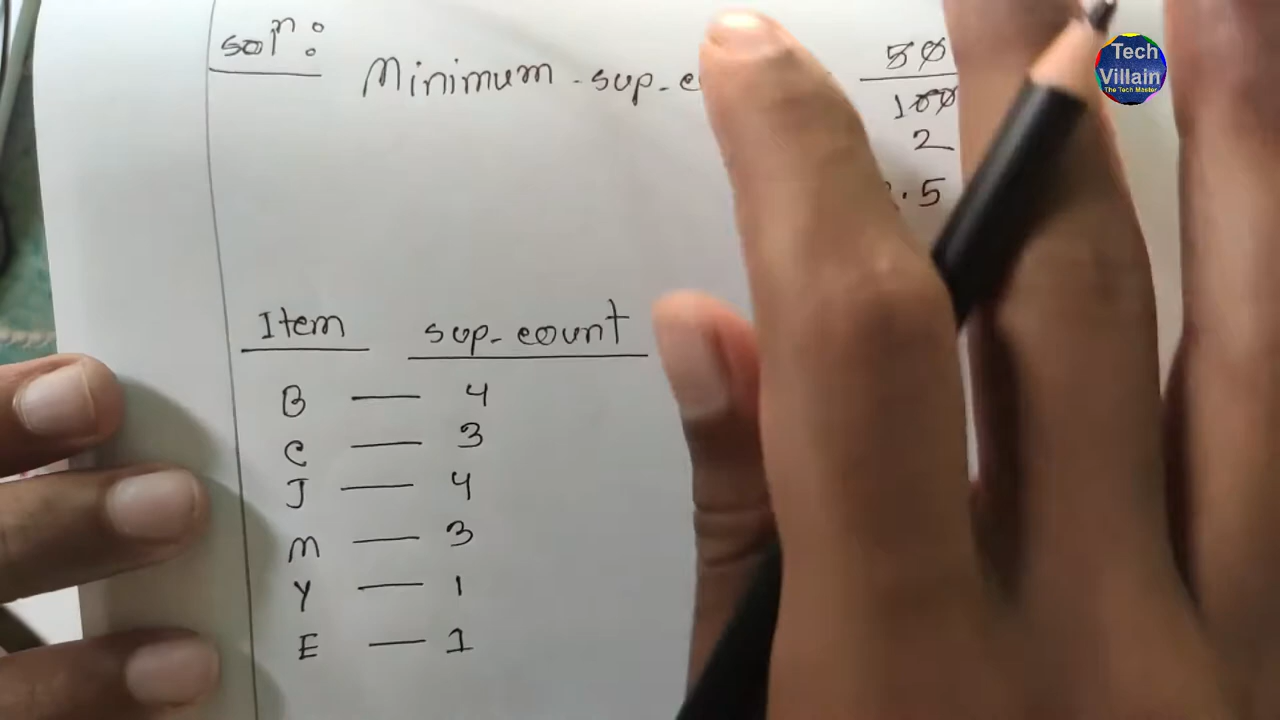 solⁿ:
Minimum - sup-
50
100
2
.5
Item sup-count
B — 4
C — 3
J — 4
M — 3
Y — 1
E — 1
Tech
Villain
The Tech Master